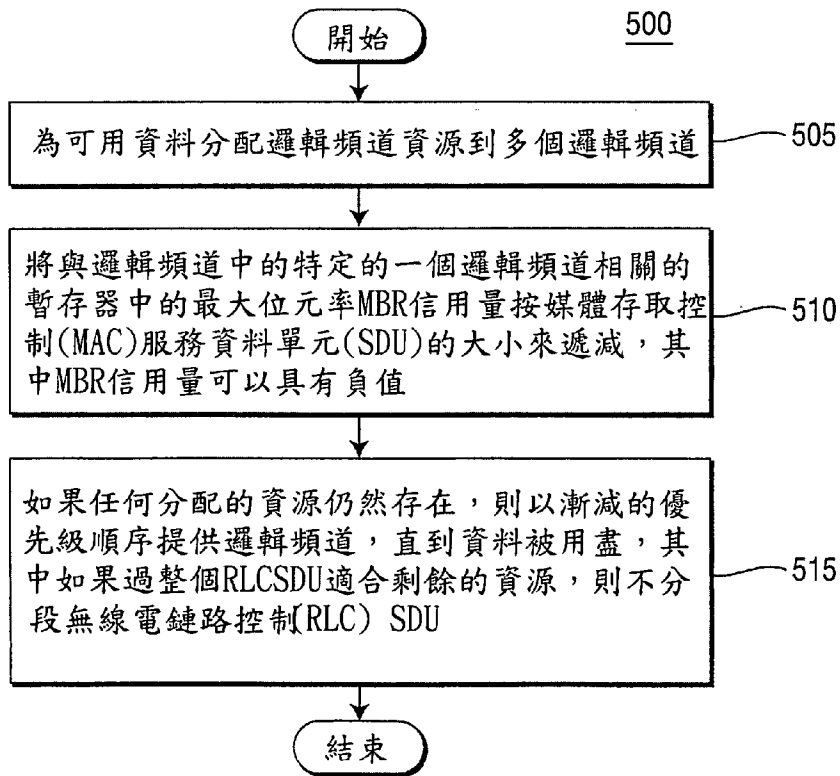 500
開始
為可用資料分配邏輯頻道資源到多個邏輯頻道
505
將與邏輯頻道中的特定的一個邏輯頻道相關的
暫存器中的最大位元率MBR信用量按媒體存取控
制(MAC)服務資料單元(SDU)的大小來遞減，其
中MBR信用量可以具有負值
510
如果任何分配的資源仍然存在，則以漸減的優
先級順序提供邏輯頻道，直到資料被用盡，其
中如果過整個RLCSDU適合剩餘的資源，則不分
段無線電鏈路控制(RLC) SDU
515
結束